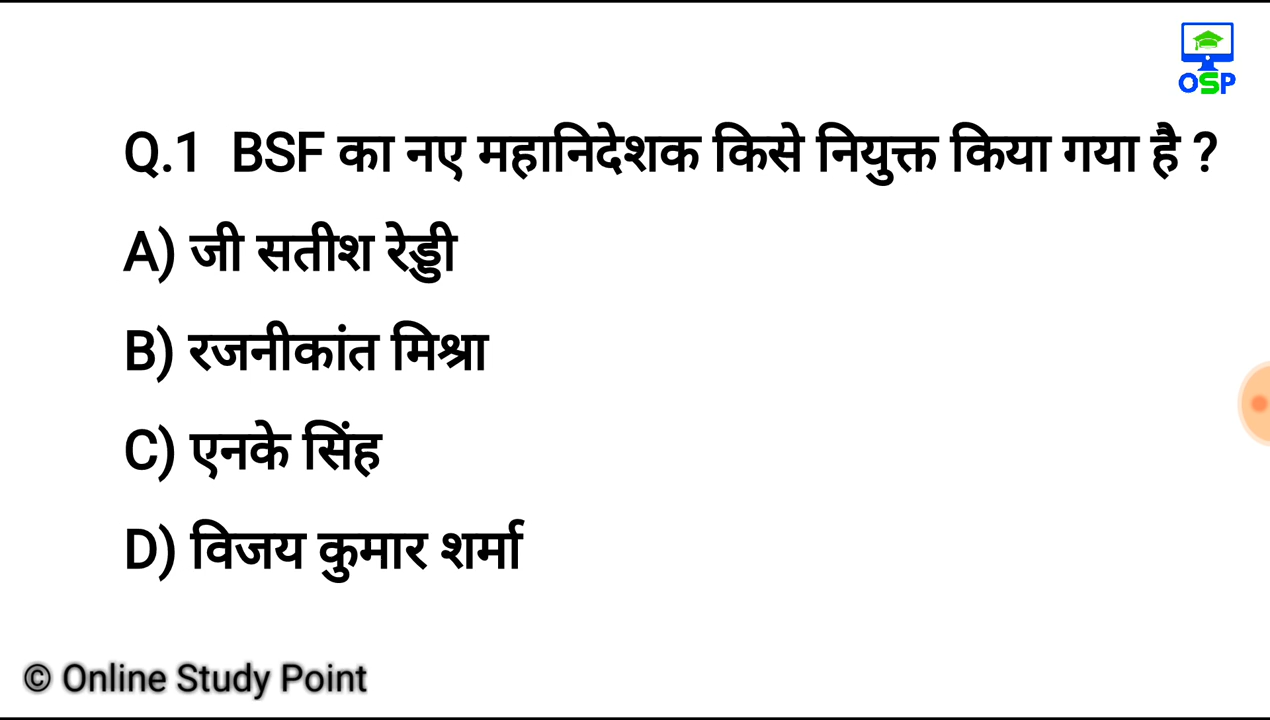 OSP
Q.1 BSF का नए महानिदेशक किसे नियुक्त किया गया है ?
A) जी सतीश रेड्डी
B) रजनीकांत मिश्रा
C) एनके सिंह
D) विजय कुमार शर्मा
© Online Study Point